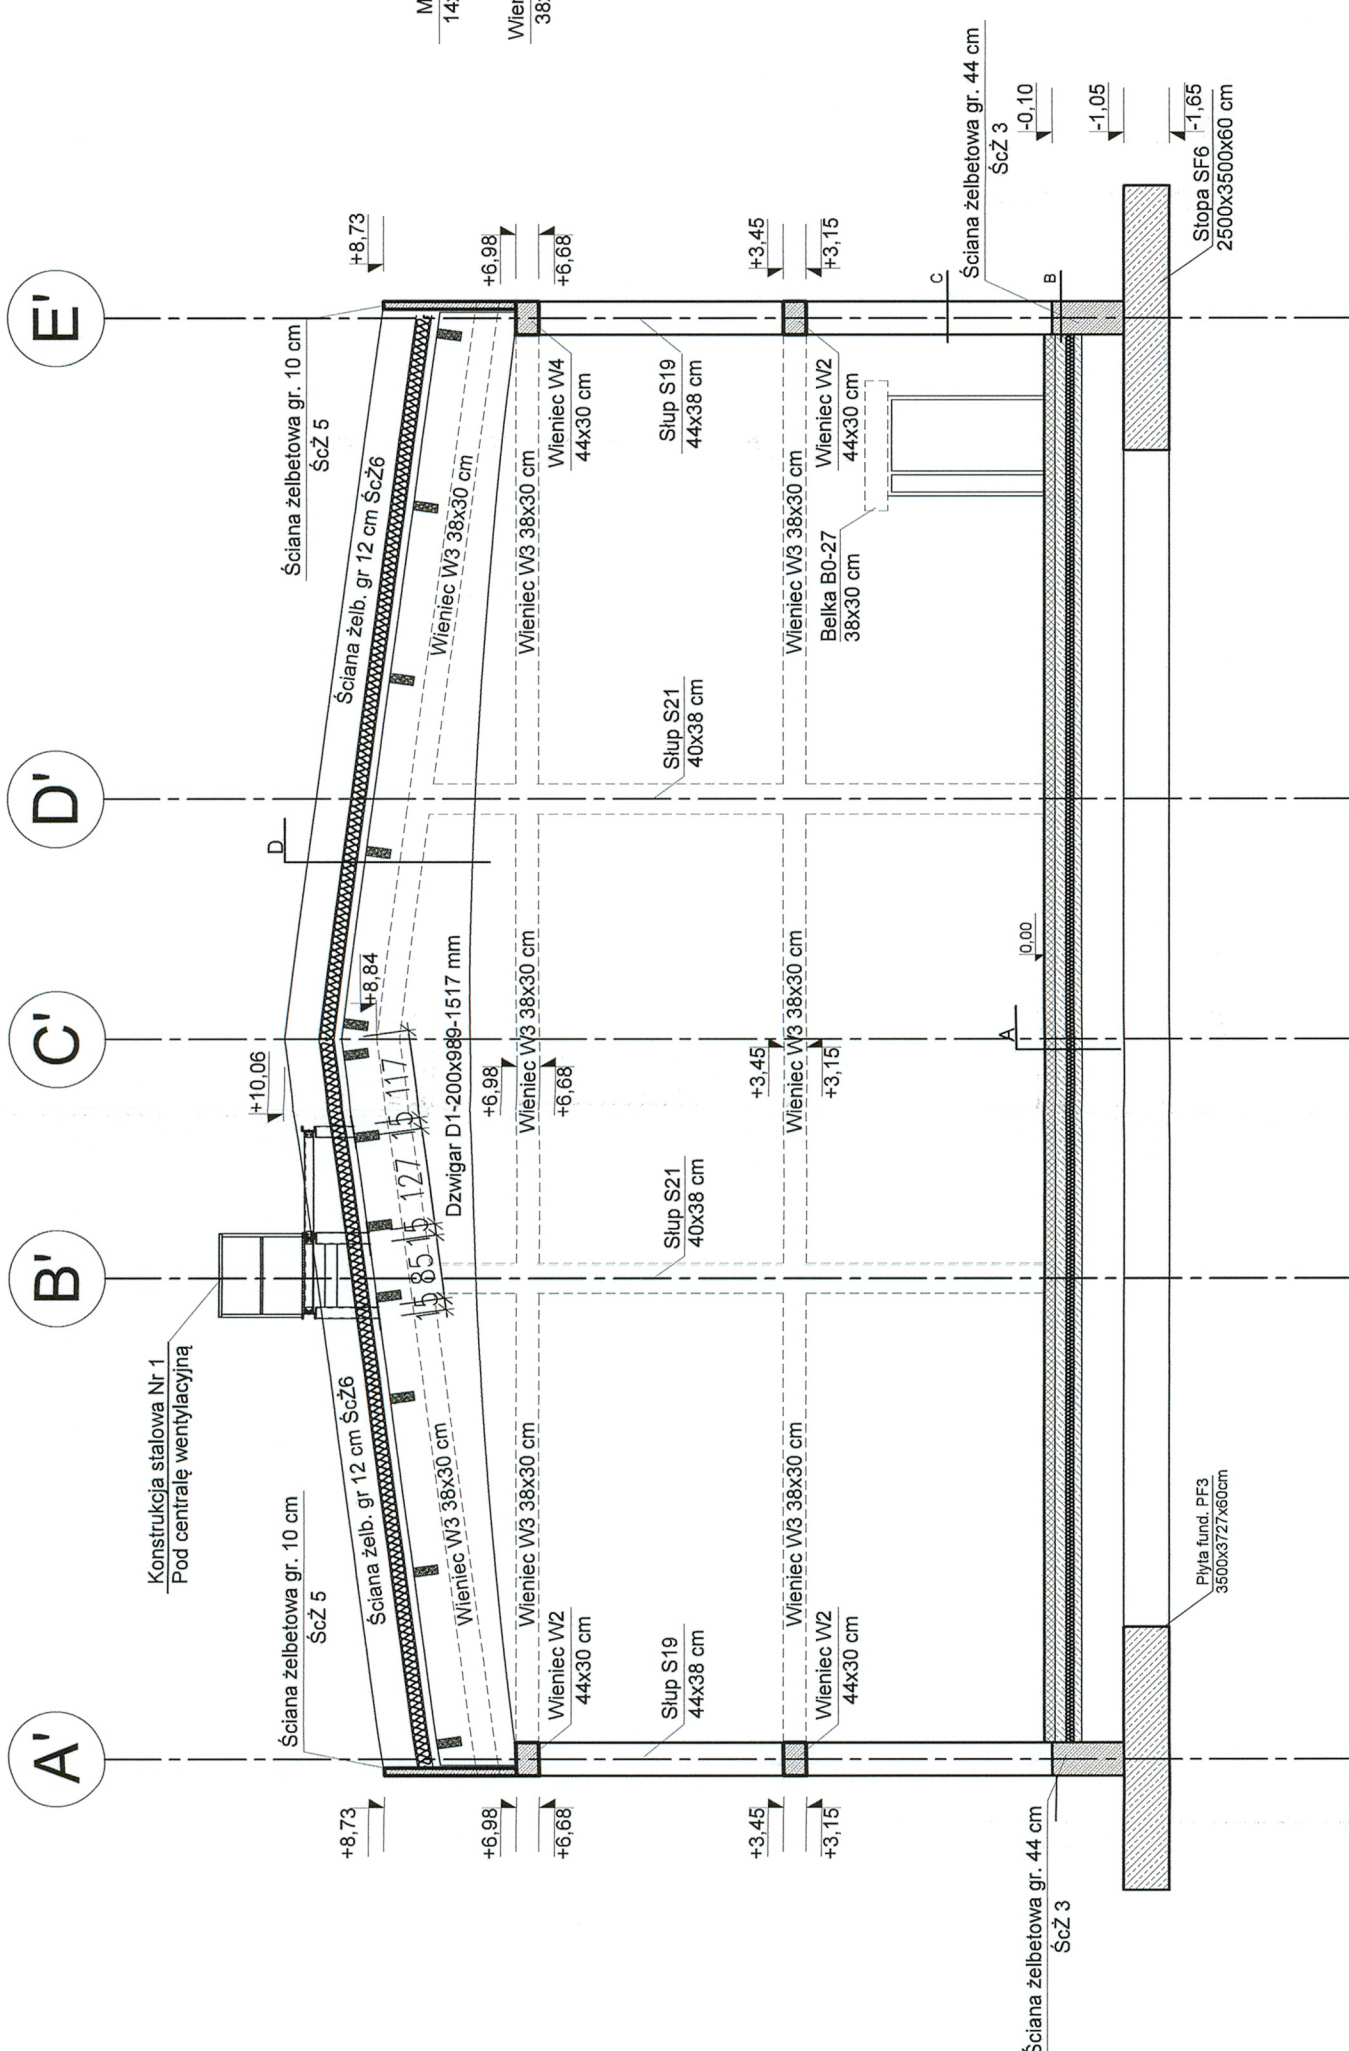 A'
B'
C'
D'
E'
Konstrukcja stalowa Nr 1
Pod centralę wentylacyjną
Ściana żelbetowa gr. 10 cm
ŚcŻ 5
Ściana żelb. gr 12 cm ŚcŻ6
Wieniec W3 38x30 cm
+10,06
+8,84
15 85 15 127 15 117
Dzwigar D1-200x989-1517 mm
Ściana żelb. gr 12 cm ŚcŻ6
Wieniec W3 38x30 cm
Ściana żelbetowa gr. 10 cm
ŚcŻ 5
D
+8,73
+8,73
+6,98
+6,68
Wieniec W2
44x30 cm
Wieniec W3 38x30 cm
+6,98
+6,68
Wieniec W3 38x30 cm
Wieniec W3 38x30 cm
Wieniec W4
44x30 cm
+6,98
+6,68
Słup S19
44x38 cm
Słup S21
40x38 cm
Słup S21
40x38 cm
Słup S19
44x38 cm
+3,45
+3,15
Wieniec W2
44x30 cm
Wieniec W3 38x30 cm
+3,45
+3,15
Wieniec W3 38x30 cm
Wieniec W3 38x30 cm
Wieniec W2
44x30 cm
+3,45
+3,15
Belka B0-27
38x30 cm
0,00
A
C
B
Ściana żelbetowa gr. 44 cm
ŚcŻ 3
Ściana żelbetowa gr. 44 cm
ŚcŻ 3
-0,10
-1,05
-1,65
Stopa SF6
2500x3500x60 cm
Płyta fund. PF3
3500x3727x60cm